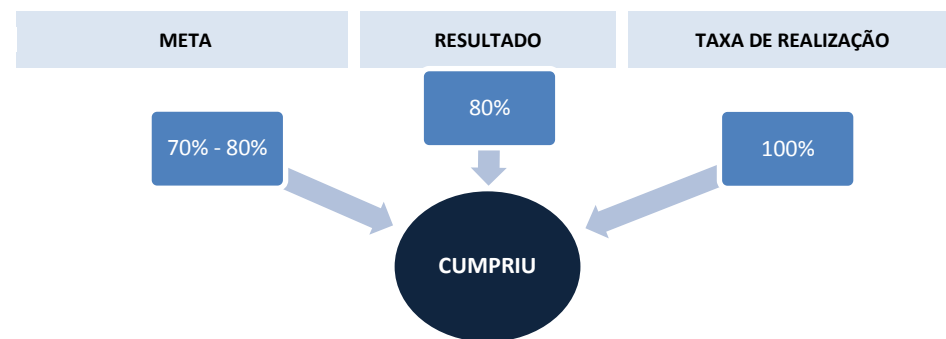 META
RESULTADO
TAXA DE REALIZAÇÃO
70% - 80%
80%
100%
CUMPRIU